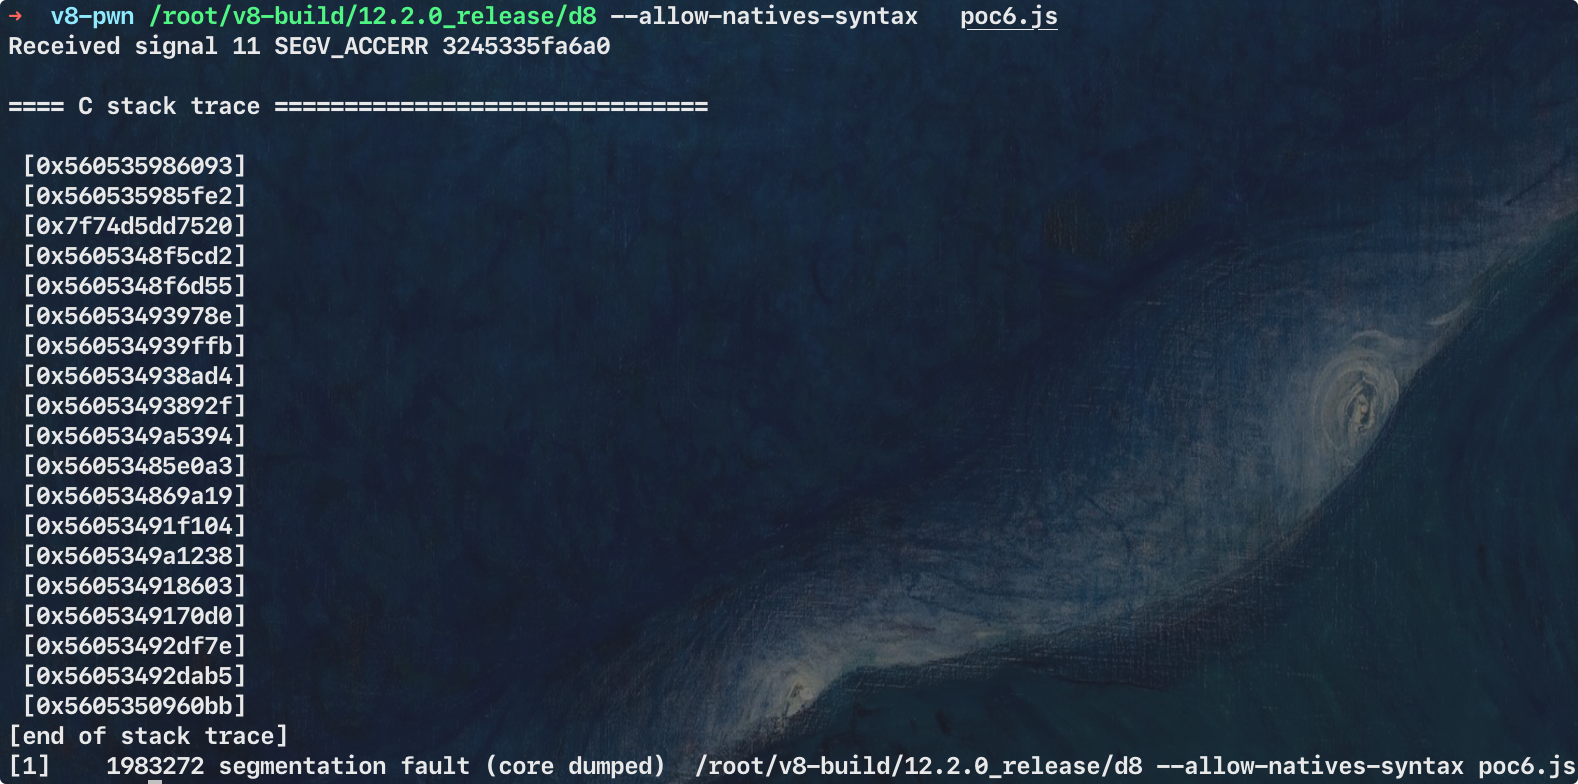 → v8-pwn /root/v8-build/12.2.0_release/d8 --allow-natives-syntax poc6.js
Received signal 11 SEGV_ACCERR 3245335fa6a0
==== C stack trace ===============================
[0x560535986093]
[0x560535985fe2]
[0x7f74d5dd7520]
[0x5605348f5cd2]
[0x5605348f6d55]
[0x56053493978e]
[0x560534939ffb]
[0x560534938ad4]
[0x56053493892f]
[0x5605349a5394]
[0x56053485e0a3]
[0x560534869a19]
[0x56053491f104]
[0x5605349a1238]
[0x560534918603]
[0x5605349170d0]
[0x56053492df7e]
[0x56053492dab5]
[0x5605350960bb]
[end of stack trace]
[1] 1983272 segmentation fault (core dumped) /root/v8-build/12.2.0_release/d8 --allow-natives-syntax poc6.js